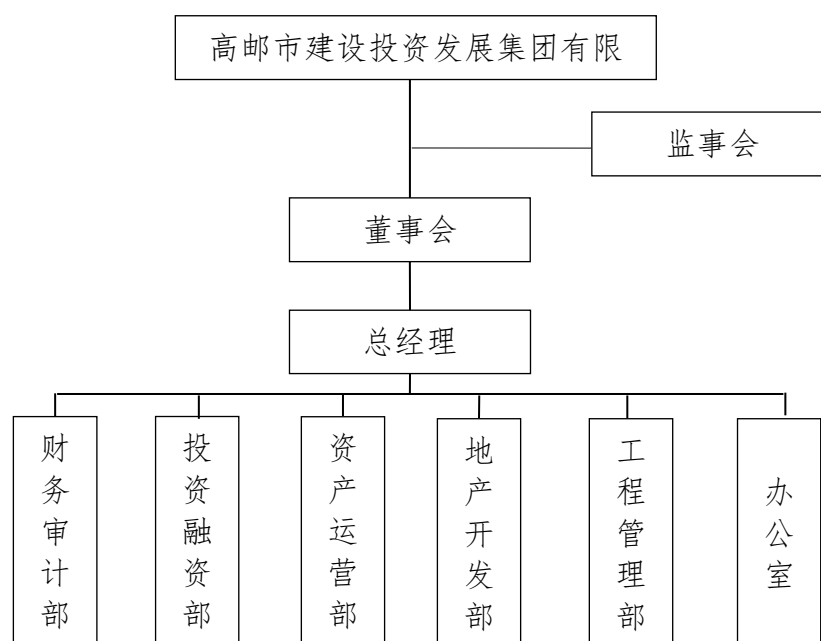 高邮市建设投资发展集团有限
监事会
董事会
总经理
财务审计部
投资融资部
资产运营部
地产开发部
工程管理部
办公室